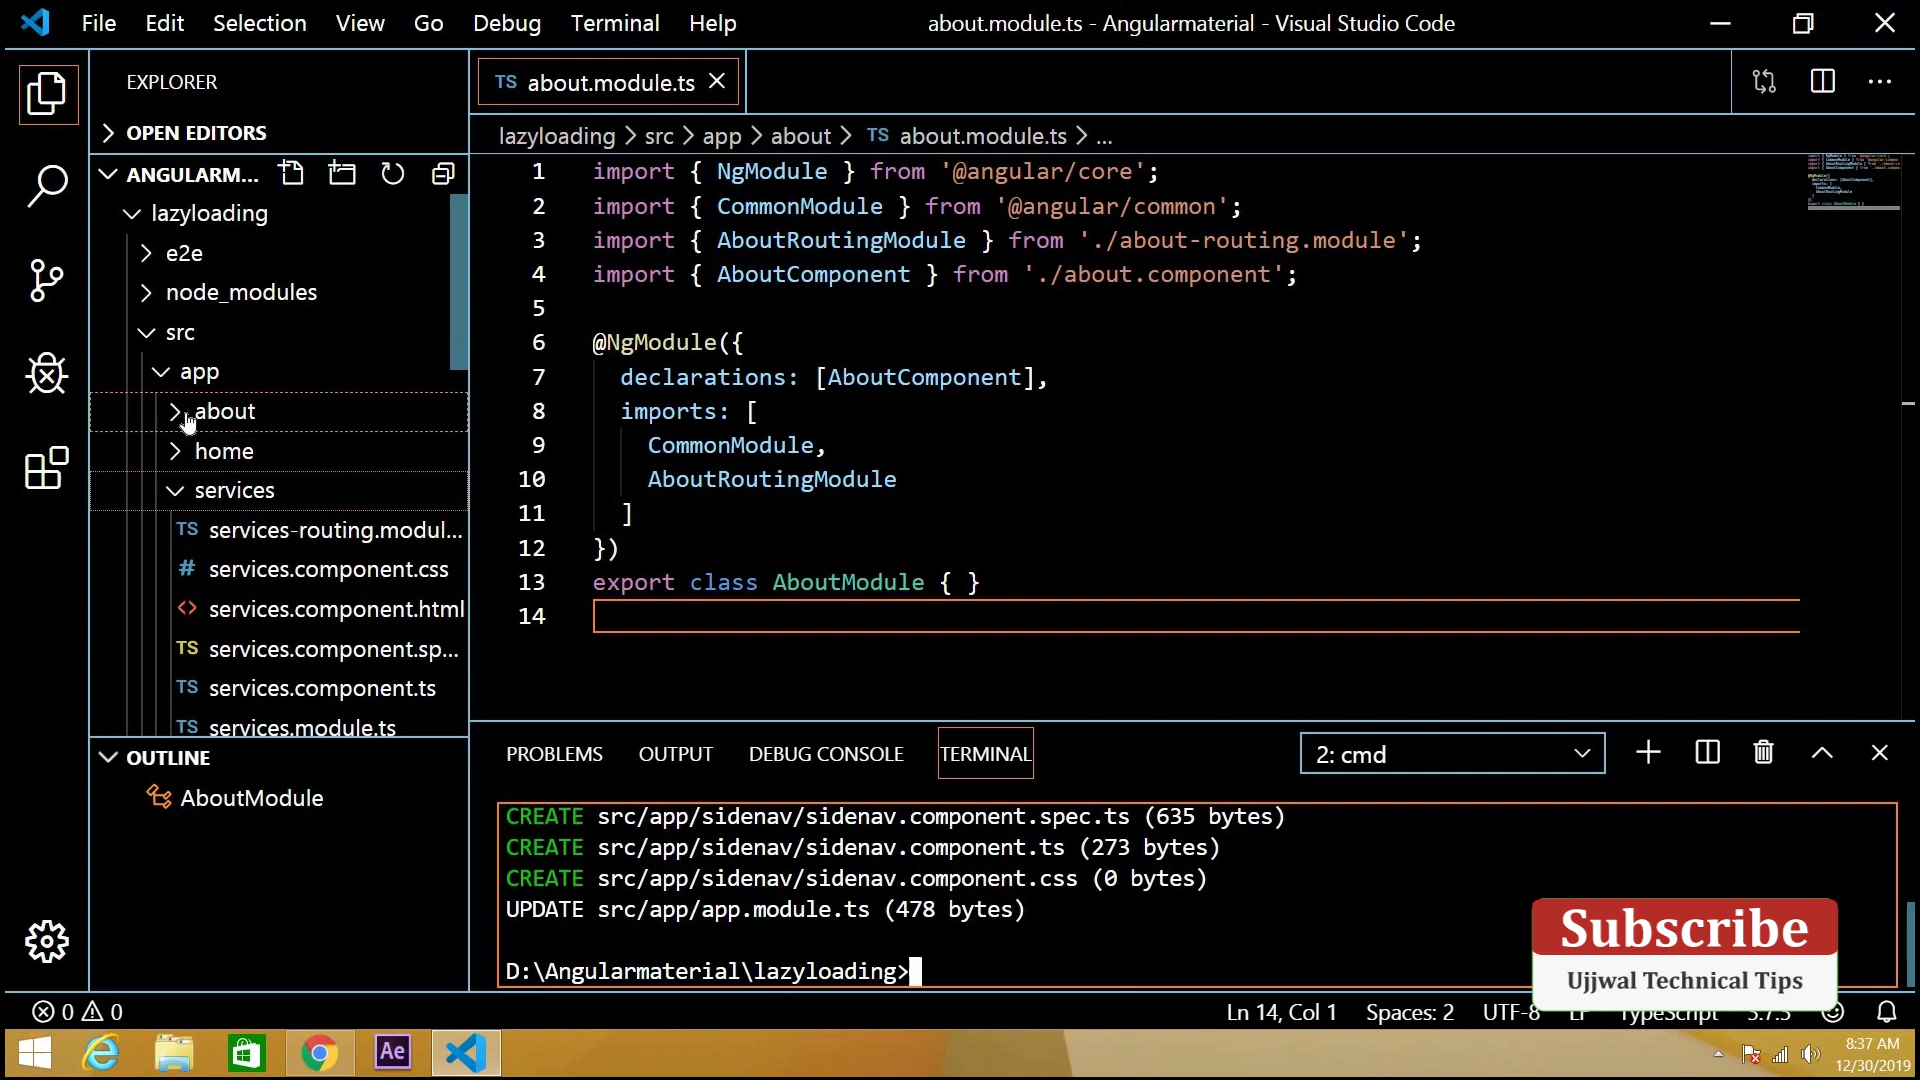 File Edit Selection View Go Debug Terminal Help
about.module.ts - Angularmaterial - Visual Studio Code
EXPLORER
OPEN EDITORS
ANGULARM...
lazyloading
e2e
node_modules
src
app
about
home
services
TS services-routing.modul...
# services.component.css
<> services.component.html
TS services.component.sp...
TS services.component.ts
TS services.module.ts
OUTLINE
AboutModule
TS about.module.ts
lazyloading > src > app > about > TS about.module.ts > ...
1 import { NgModule } from '@angular/core';
2 import { CommonModule } from '@angular/common';
3 import { AboutRoutingModule } from './about-routing.module';
4 import { AboutComponent } from './about.component';
5
6 @NgModule({
7 declarations: [AboutComponent],
8 imports: [
9 CommonModule,
10 AboutRoutingModule
11 ]
12 })
13 export class AboutModule { }
14
PROBLEMS OUTPUT DEBUG CONSOLE TERMINAL
2: cmd
CREATE src/app/sidenav/sidenav.component.spec.ts (635 bytes)
CREATE src/app/sidenav/sidenav.component.ts (273 bytes)
CREATE src/app/sidenav/sidenav.component.css (0 bytes)
UPDATE src/app/app.module.ts (478 bytes)
D:\Angularmaterial\lazyloading>
Subscribe
Ujjwal Technical Tips
0 0
Ln 14, Col 1 Spaces: 2 UTF-8 LF TypeScript 3.7.3
Ae
8:37 AM
12/30/2019